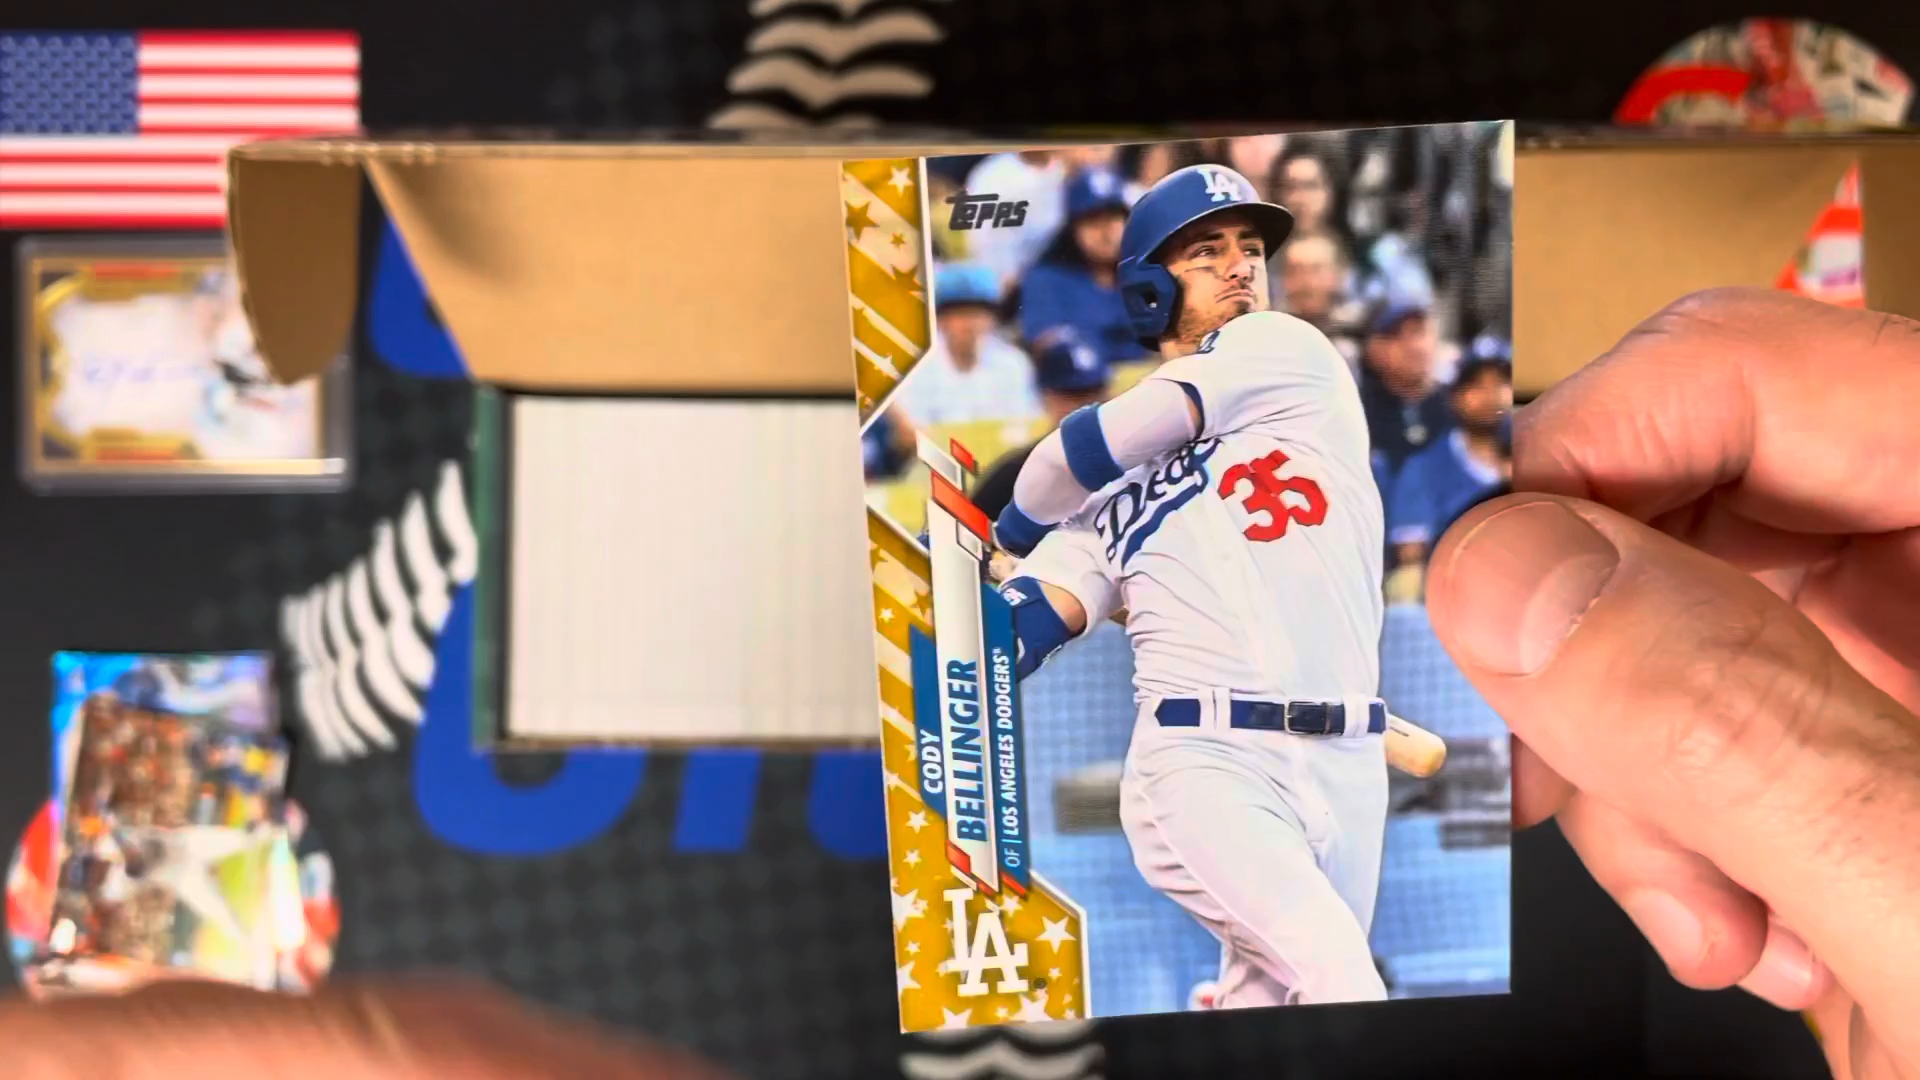 TOPPS
LA
Dodgers
35
CODY
BELLINGER
OF | LOS ANGELES DODGERS®
LA